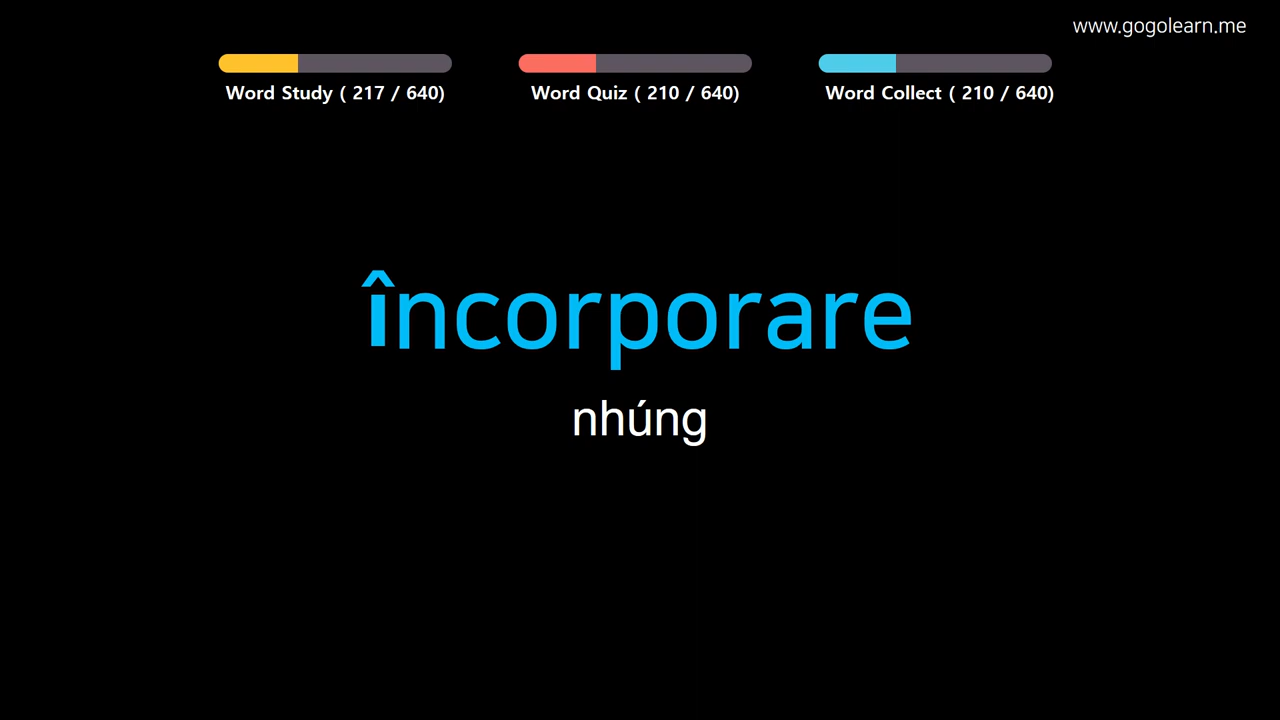 www.gogolearn.me
Word Study ( 217 / 640)
Word Quiz ( 210 / 640)
Word Collect ( 210 / 640)
încorporare
nhúng